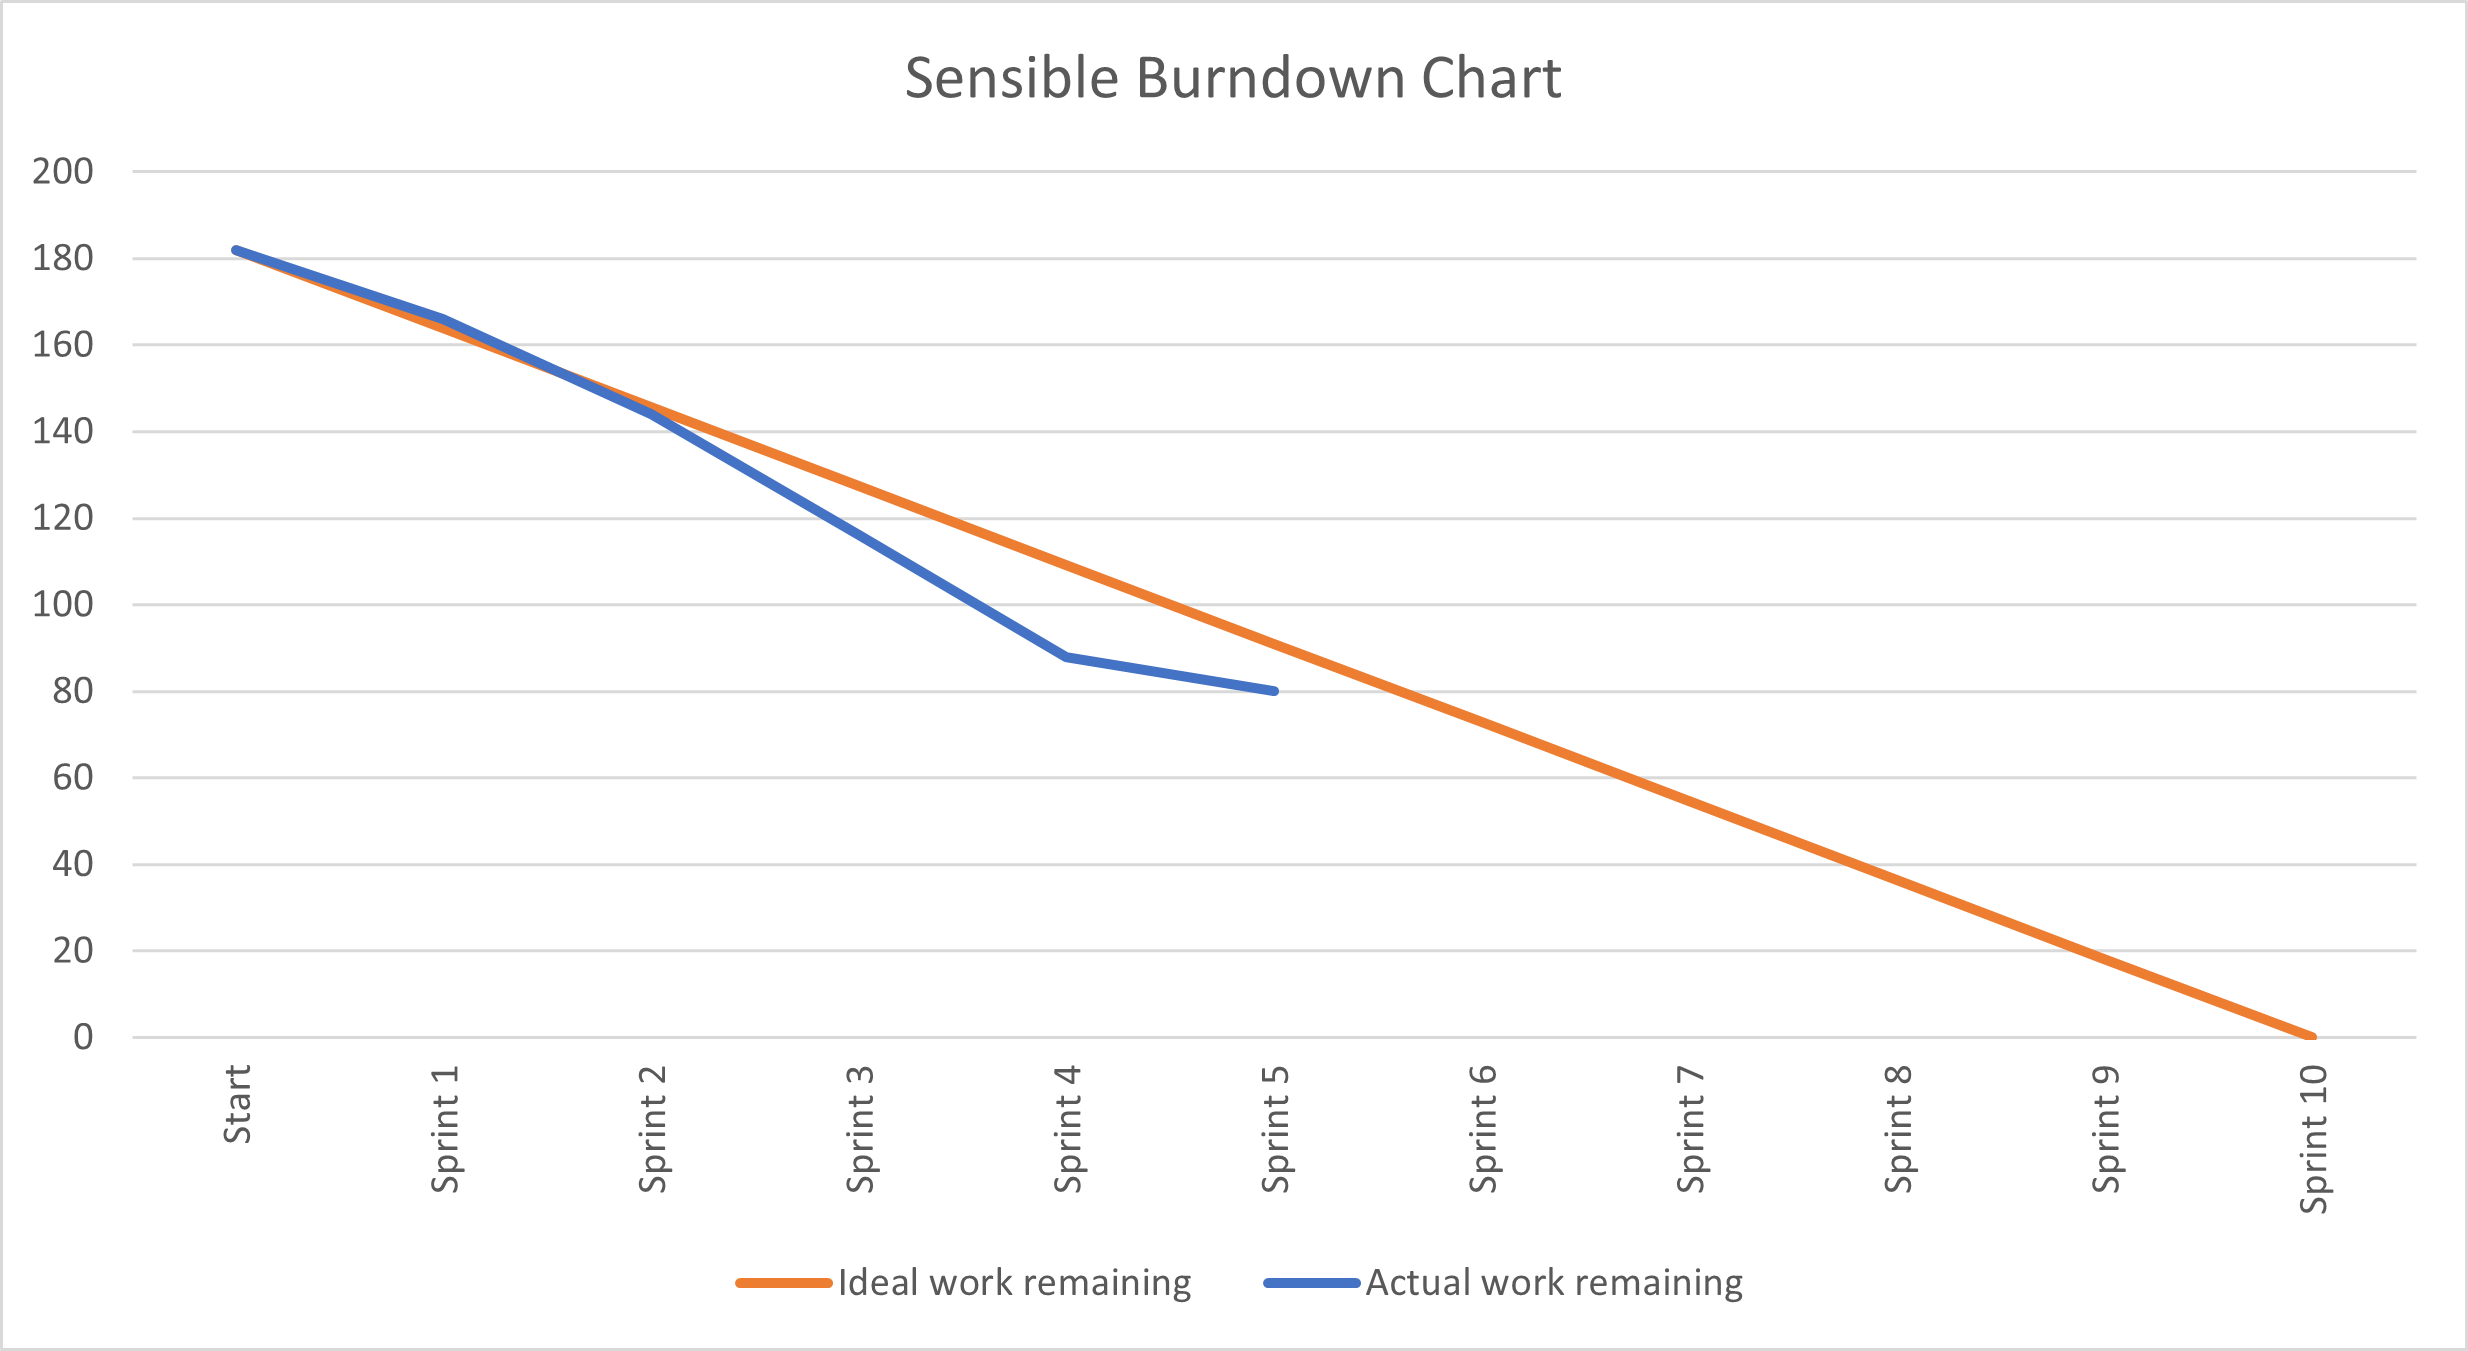 Sensible Burndown Chart
200
180
160
140
120
100
80
60
40
20
0
Start
Sprint 1
Sprint 2
Sprint 3
Sprint 4
Sprint 5
Sprint 6
Sprint 7
Sprint 8
Sprint 9
Sprint 10
Ideal work remaining
Actual work remaining